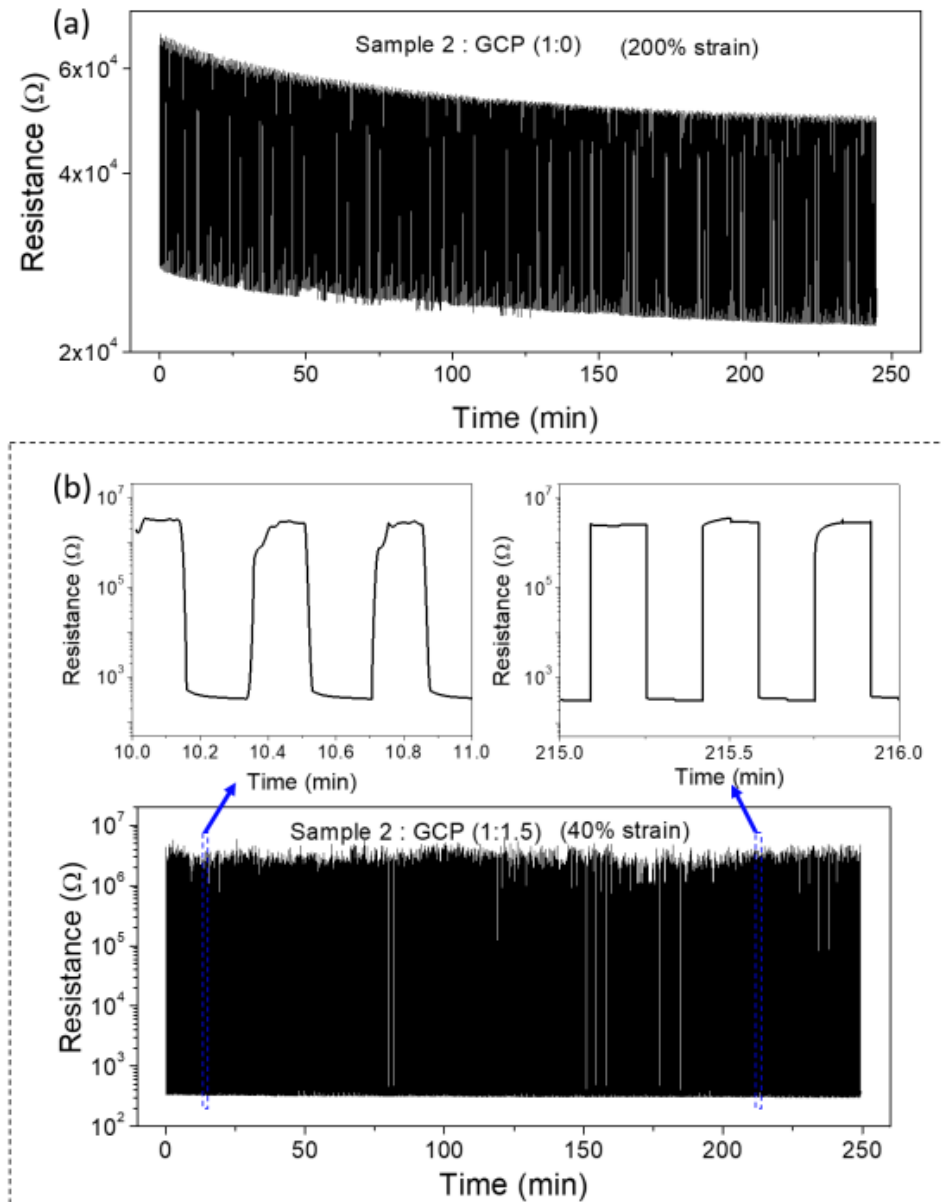 (a)
Sample 2 : GCP (1:0) (200% strain)
Resistance (Ω)
6x10⁴
4x10⁴
2x10⁴
0 50 100 150 200 250
Time (min)
(b)
Resistance (Ω)
10⁷
10⁵
10³
10.0 10.2 10.4 10.6 10.8 11.0
Time (min)
Resistance (Ω)
10⁷
10⁵
10³
215.0 215.5 216.0
Time (min)
Sample 2 : GCP (1:1.5) (40% strain)
Resistance (Ω)
10⁷
10⁶
10⁵
10⁴
10³
10²
0 50 100 150 200 250
Time (min)